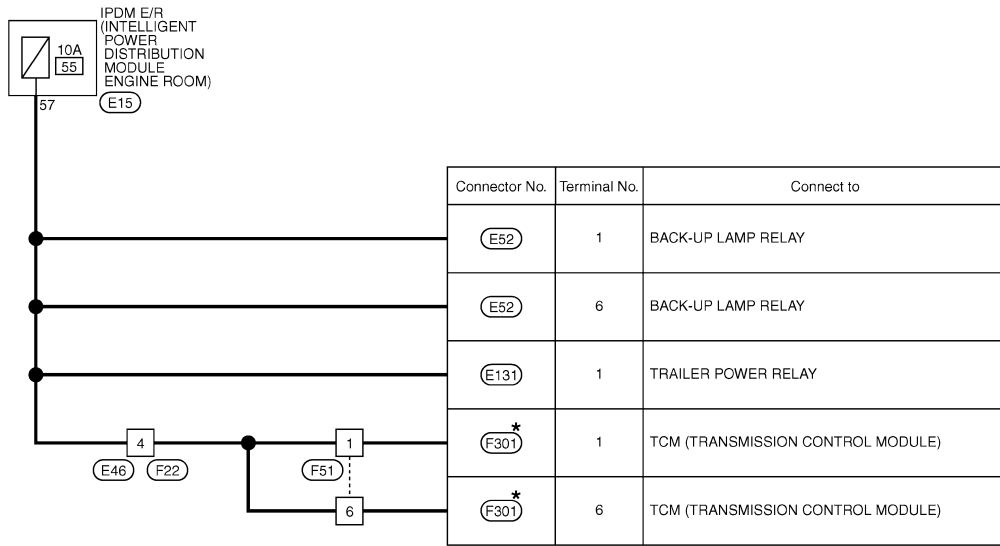 IPDM E/R
(INTELLIGENT
POWER
DISTRIBUTION
MODULE
ENGINE ROOM)
10A
55
57
E15
Connector No. Terminal No. Connect to
E52 1 BACK-UP LAMP RELAY
E52 6 BACK-UP LAMP RELAY
E131 1 TRAILER POWER RELAY
4 1 F301* 1 TCM (TRANSMISSION CONTROL MODULE)
E46 F22 F51
6 F301* 6 TCM (TRANSMISSION CONTROL MODULE)